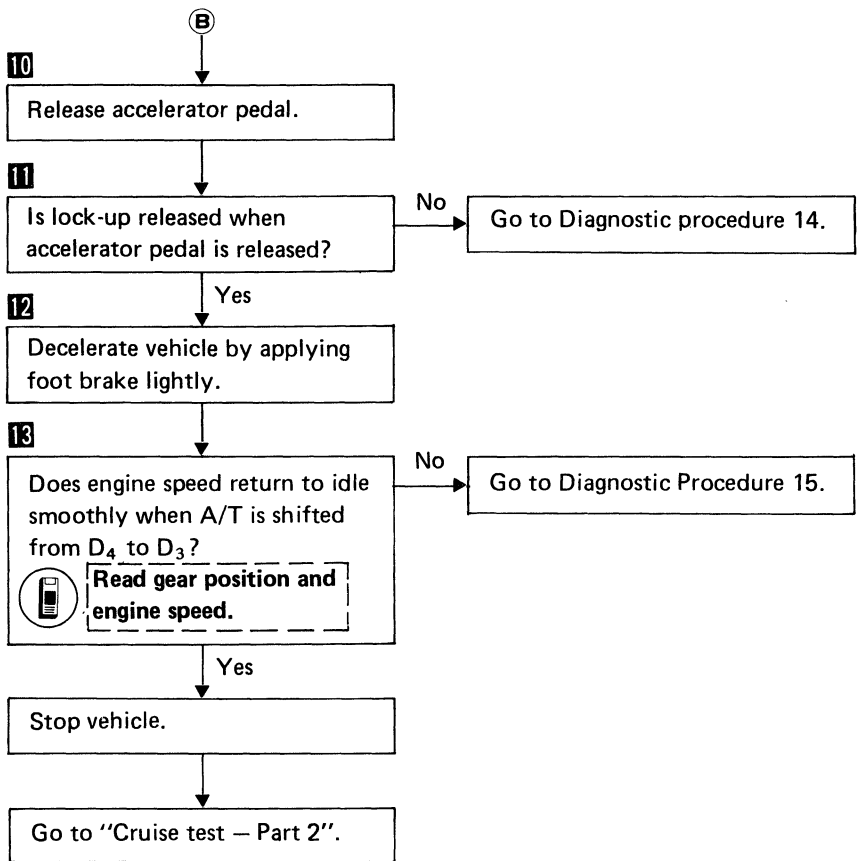 B
10
Release accelerator pedal.
11
Is lock-up released when
accelerator pedal is released?
No
Go to Diagnostic procedure 14.
Yes
12
Decelerate vehicle by applying
foot brake lightly.
13
Does engine speed return to idle
smoothly when A/T is shifted
from D₄ to D₃?
Read gear position and
engine speed.
No
Go to Diagnostic Procedure 15.
Yes
Stop vehicle.
Go to "Cruise test — Part 2".